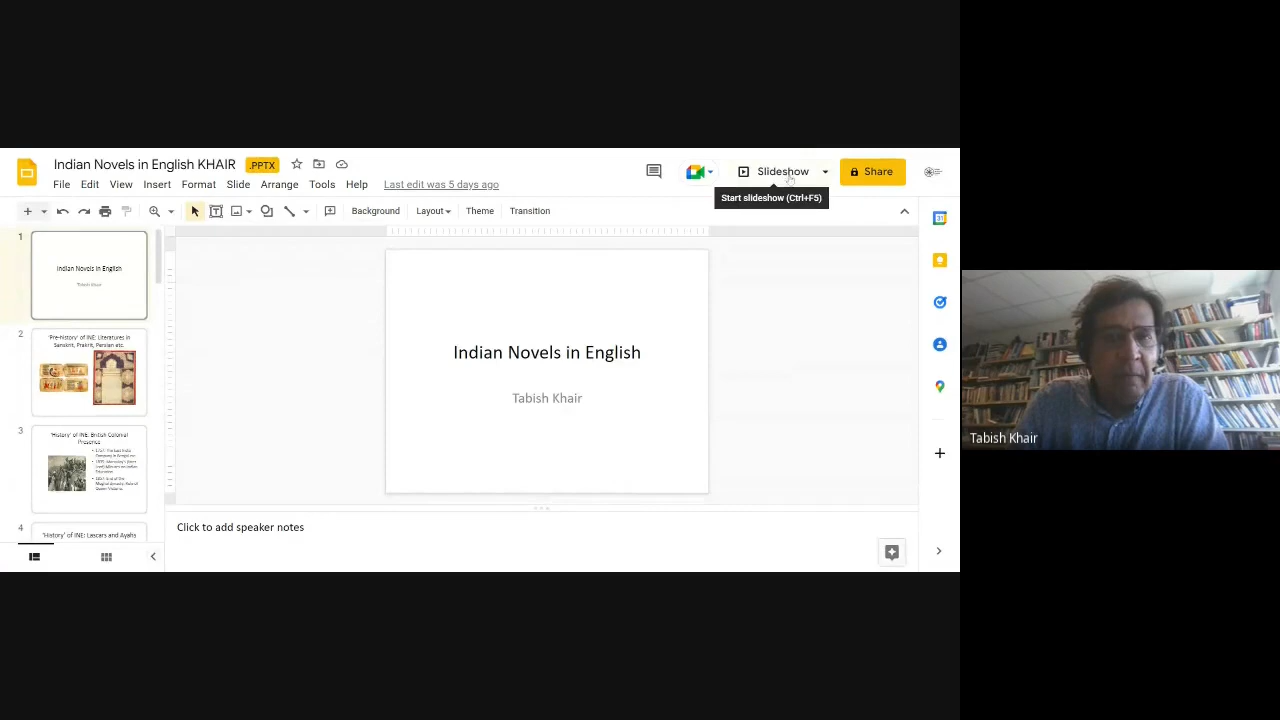 Indian Novels in English KHAIR .PPTX
File Edit View Insert Format Slide Arrange Tools Help Last edit was 5 days ago
Slideshow
Share
Start slideshow (Ctrl+F5)
Background Layout Theme Transition
1
Indian Novels in English
Tabish Khair
2
'Pre-history' of INE: Literatures in
Sanskrit, Prakrit, Persian etc.
3
'History' of INE: British Colonial
Presence
4
'History' of INE: Lascars and Ayahs
Indian Novels in English
Tabish Khair
Click to add speaker notes
31
Tabish Khair